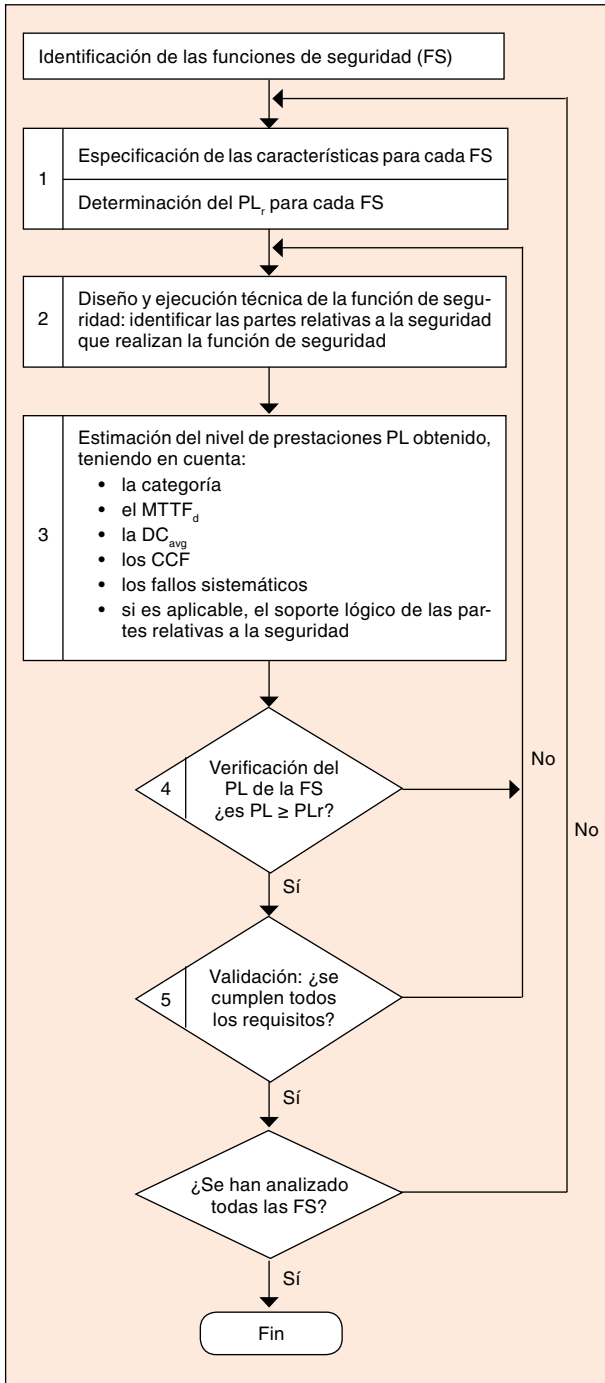 Identificación de las funciones de seguridad (FS)
1
Especificación de las características para cada FS
Determinación del PLr para cada FS
2
Diseño y ejecución técnica de la función de segu-
ridad: identificar las partes relativas a la seguridad
que realizan la función de seguridad
3
Estimación del nivel de prestaciones PL obtenido,
teniendo en cuenta:
• la categoría
• el MTTFd
• la DCavg
• los CCF
• los fallos sistemáticos
• si es aplicable, el soporte lógico de las par-
tes relativas a la seguridad
4
Verificación del
PL de la FS
¿es PL ≥ PLr?
No
Sí
5
Validación: ¿se
cumplen todos
los requisitos?
No
Sí
¿Se han analizado
todas las FS?
Sí
Fin